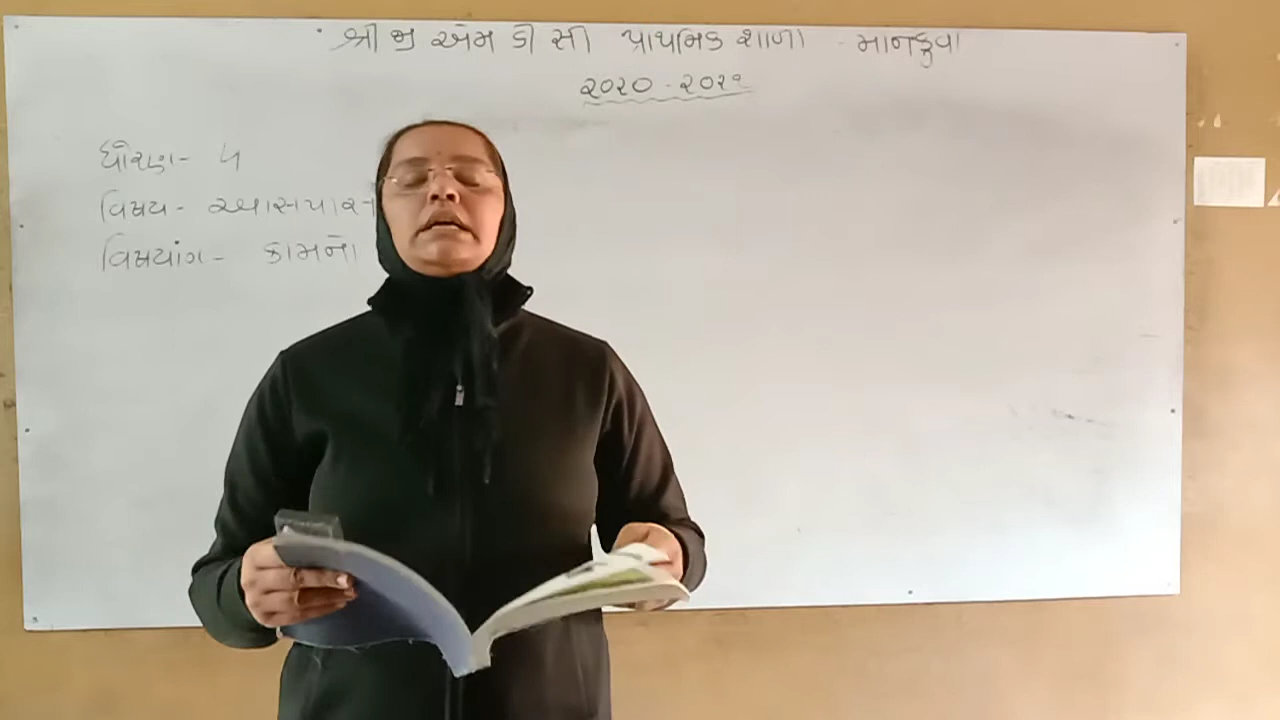 શ્રી જી એમ ડી સી પ્રાથમિક શાળા - માનકુવા
૨૦૨૦ - ૨૦૨૧
ધોરણ - ૫
વિષય - આસપાસ
વિષયાંગ - કામને